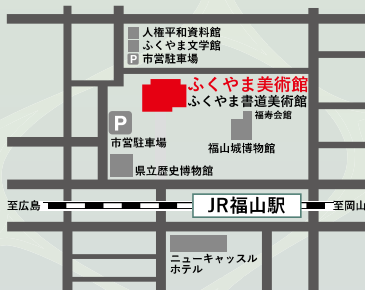 人権平和資料館
ふくやま文学館
P 市営駐車場
ふくやま美術館
ふくやま書道美術館
福寿会館
P
市営駐車場
福山城博物館
県立歴史博物館
至広島
JR福山駅
至岡山
ニューキャッスル
ホテル